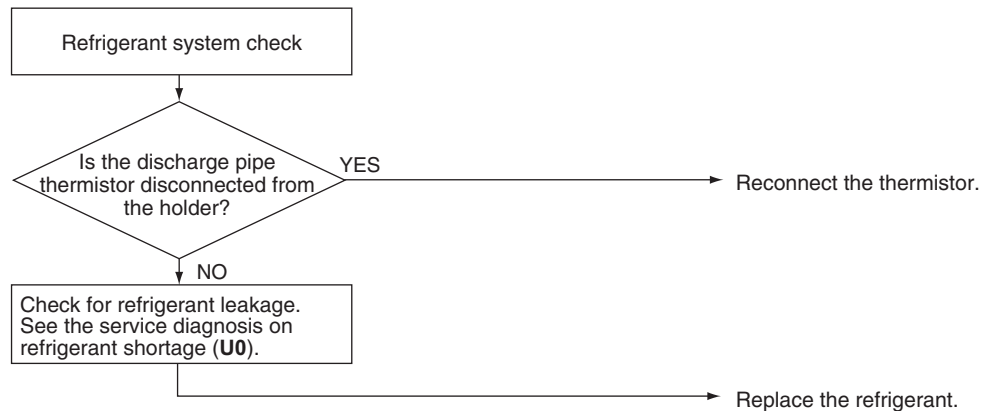 Refrigerant system check
Is the discharge pipe
thermistor disconnected from
the holder?
YES
Reconnect the thermistor.
NO
Check for refrigerant leakage.
See the service diagnosis on
refrigerant shortage (U0).
Replace the refrigerant.